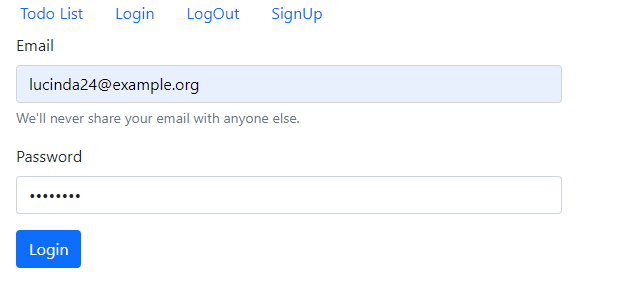 Todo List Login LogOut SignUp
Email
lucinda24@example.org
We'll never share your email with anyone else.
Password
••••••••
Login